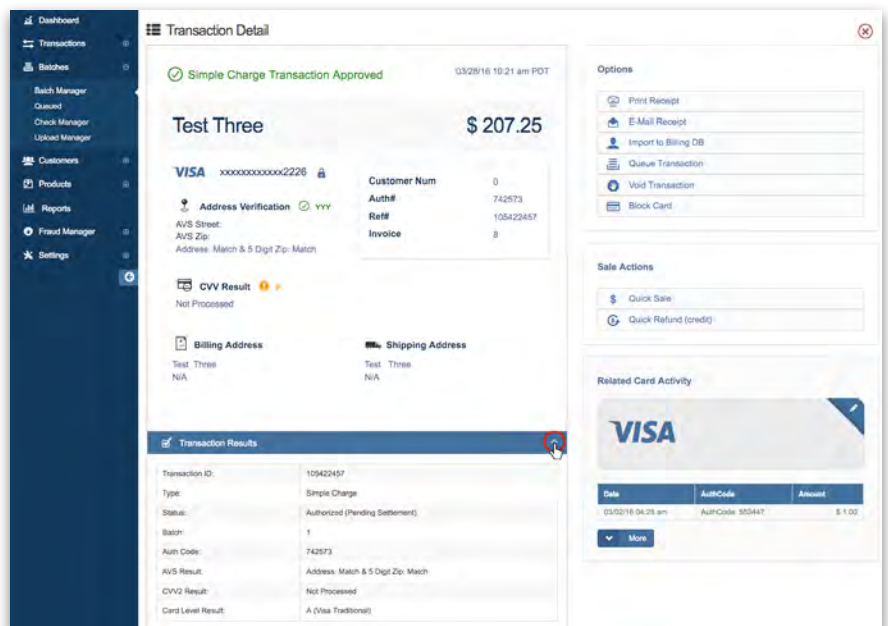 Dashboard
Transactions
Batches
Batch Manager
Queued
Check Manager
Upload Manager
Customers
Products
Reports
Fraud Manager
Settings
Transaction Detail
Simple Charge Transaction Approved
03/28/16 10:21 am PDT
Test Three
$ 207.25
VISA xxxxxxxxxxxx2226
Address Verification YYY
AVS Street:
AVS Zip:
Address: Match & 5 Digit Zip: Match
Customer Num 0
Auth# 742573
Ref# 105422457
Invoice 8
CVV Result P
Not Processed
Billing Address
Test Three
N/A
Shipping Address
Test Three
N/A
Transaction Results
Transaction ID: 105422457
Type: Simple Charge
Status: Authorized (Pending Settlement)
Batch: 1
Auth Code: 742573
AVS Result: Address: Match & 5 Digit Zip: Match
CVV2 Result: Not Processed
Card Level Result: A (Visa Traditional)
Options
Print Receipt
E-Mail Receipt
Import to Billing DB
Queue Transaction
Void Transaction
Block Card
Sale Actions
Quick Sale
Quick Refund (credit)
Related Card Activity
VISA
Date AuthCode Amount
03/02/16 04:25 am AuthCode: 553447 $ 1.00
More